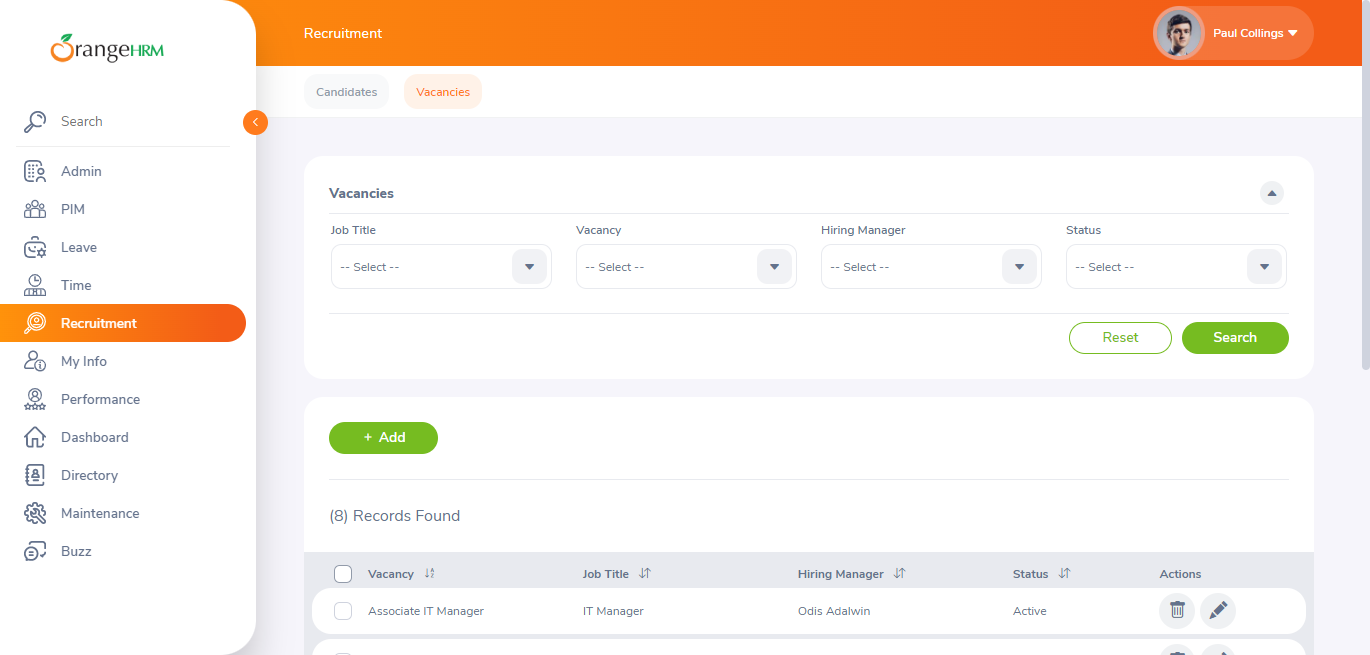 OrangeHRM
Recruitment
Paul Collings
Candidates
Vacancies
Search
Admin
PIM
Leave
Time
Recruitment
My Info
Performance
Dashboard
Directory
Maintenance
Buzz
Vacancies
Job Title Vacancy Hiring Manager Status
-- Select -- -- Select -- -- Select -- -- Select --
Reset Search
+ Add
(8) Records Found
Vacancy Job Title Hiring Manager Status Actions
Associate IT Manager IT Manager Odis Adalwin Active